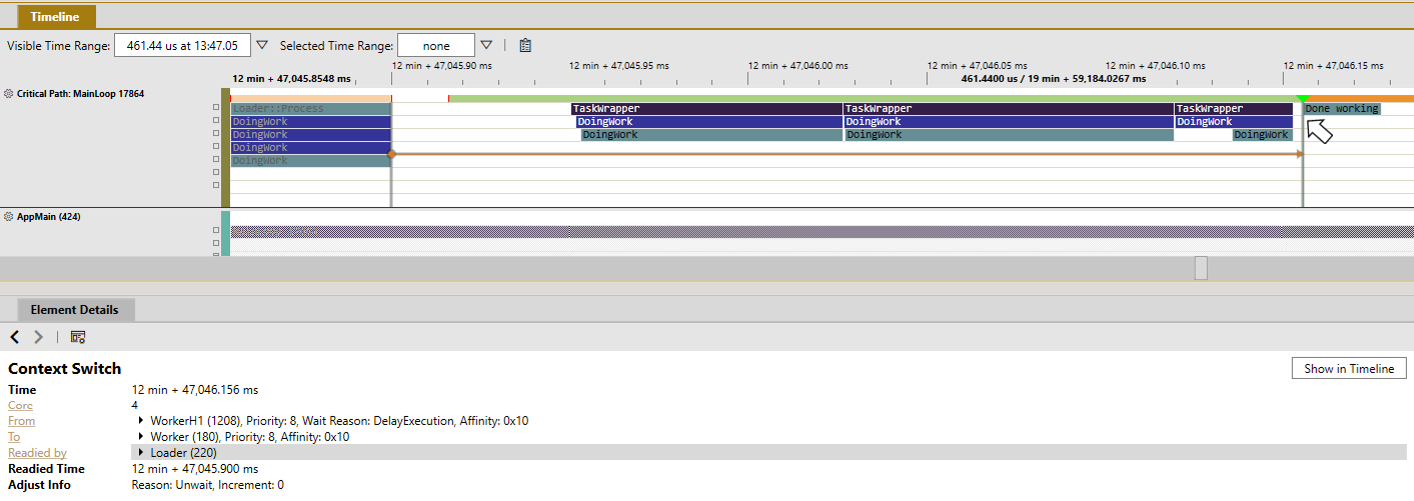 Timeline
Visible Time Range: 461.44 us at 13:47.05 Selected Time Range: none
12 min + 47,045.90 ms 12 min + 47,045.95 ms 12 min + 47,046.00 ms 12 min + 47,046.05 ms 12 min + 47,046.10 ms 12 min + 47,046.15 ms
12 min + 47,045.8548 ms 461.4400 us / 19 min + 59,184.0267 ms
Critical Path: MainLoop 17864
Loader::Process TaskWrapper TaskWrapper TaskWrapper Done working
DoingWork DoingWork DoingWork DoingWork
DoingWork DoingWork DoingWork DoingWork
DoingWork
DoingWork
AppMain (424)
Element Details
Context Switch Show in Timeline
Time 12 min + 47,046.156 ms
Core 4
From WorkerH1 (1208), Priority: 8, Wait Reason: DelayExecution, Affinity: 0x10
To Worker (180), Priority: 8, Affinity: 0x10
Readied by Loader (220)
Readied Time 12 min + 47,045.900 ms
Adjust Info Reason: Unwait, Increment: 0